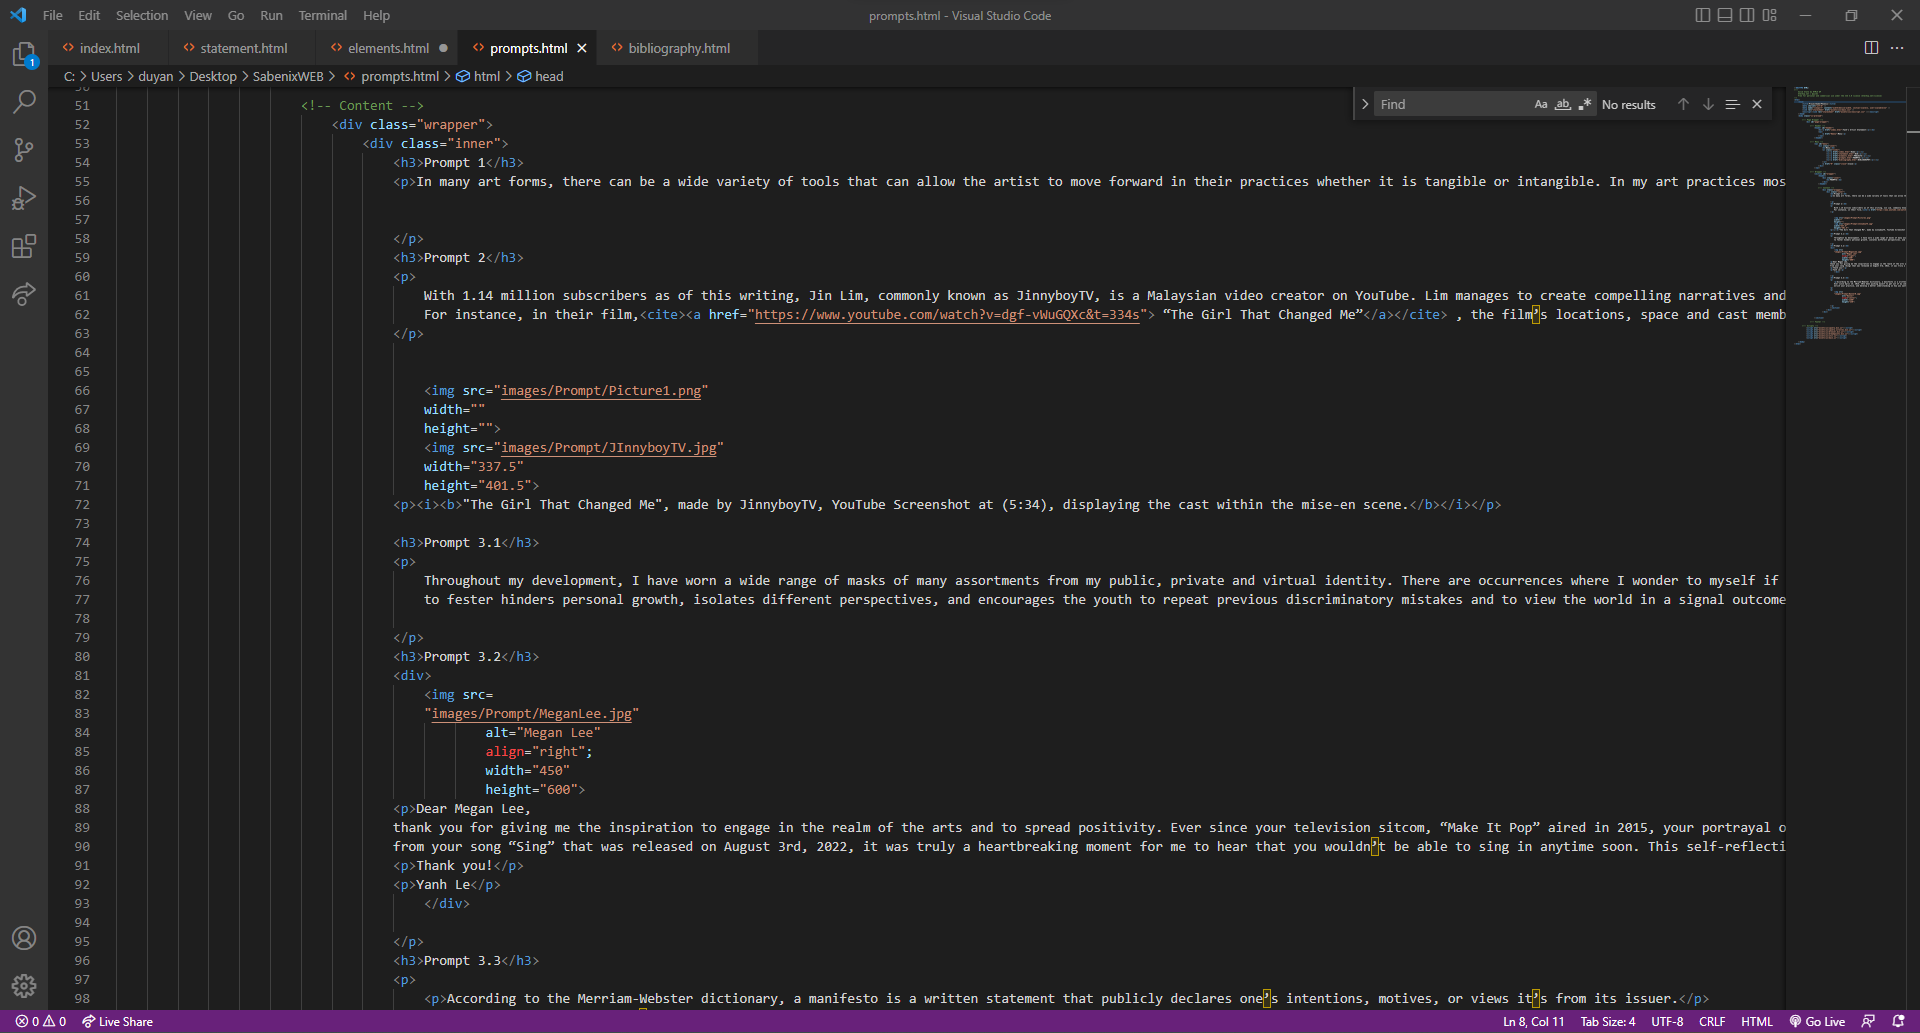 File Edit Selection View Go Run Terminal Help
prompts.html - Visual Studio Code
index.html statement.html elements.html prompts.html bibliography.html
1
C: > Users > duyan > Desktop > SabenixWEB > prompts.html > html > head
Find Aa ab No results
51 <!-- Content -->
52 <div class="wrapper">
53 <div class="inner">
54 <h3>Prompt 1</h3>
55 <p>In many art forms, there can be a wide variety of tools that can allow the artist to move forward in their practices whether it is tangible or intangible. In my art practices mos
56
57
58 </p>
59 <h3>Prompt 2</h3>
60 <p>
61 With 1.14 million subscribers as of this writing, Jin Lim, commonly known as JinnyboyTV, is a Malaysian video creator on YouTube. Lim manages to create compelling narratives and
62 For instance, in their film,<cite><a href="https://www.youtube.com/watch?v=dgf-vWuGQXc&t=334s"> “The Girl That Changed Me”</a></cite> , the film’s locations, space and cast memb
63 </p>
64
65
66 <img src="images/Prompt/Picture1.png"
67 width=""
68 height="">
69 <img src="images/Prompt/JInnyboyTV.jpg"
70 width="337.5"
71 height="401.5">
72 <p><i><b>"The Girl That Changed Me", made by JinnyboyTV, YouTube Screenshot at (5:34), displaying the cast within the mise-en scene.</b></i></p>
73
74 <h3>Prompt 3.1</h3>
75 <p>
76 Throughout my development, I have worn a wide range of masks of many assortments from my public, private and virtual identity. There are occurrences where I wonder to myself if
77 to fester hinders personal growth, isolates different perspectives, and encourages the youth to repeat previous discriminatory mistakes and to view the world in a signal outcome
78
79 </p>
80 <h3>Prompt 3.2</h3>
81 <div>
82 <img src=
83 "images/Prompt/MeganLee.jpg"
84 alt="Megan Lee"
85 align="right";
86 width="450"
87 height="600">
88 <p>Dear Megan Lee,
89 thank you for giving me the inspiration to engage in the realm of the arts and to spread positivity. Ever since your television sitcom, “Make It Pop” aired in 2015, your portrayal o
90 from your song “Sing” that was released on August 3rd, 2022, it was truly a heartbreaking moment for me to hear that you wouldn’t be able to sing in anytime soon. This self-reflecti
91 <p>Thank you!</p>
92 <p>Yanh Le</p>
93 </div>
94
95 </p>
96 <h3>Prompt 3.3</h3>
97 <p>
98 <p>According to the Merriam-Webster dictionary, a manifesto is a written statement that publicly declares one’s intentions, motives, or views it’s from its issuer.</p>
0 0 Live Share Ln 8, Col 11 Tab Size: 4 UTF-8 CRLF HTML Go Live